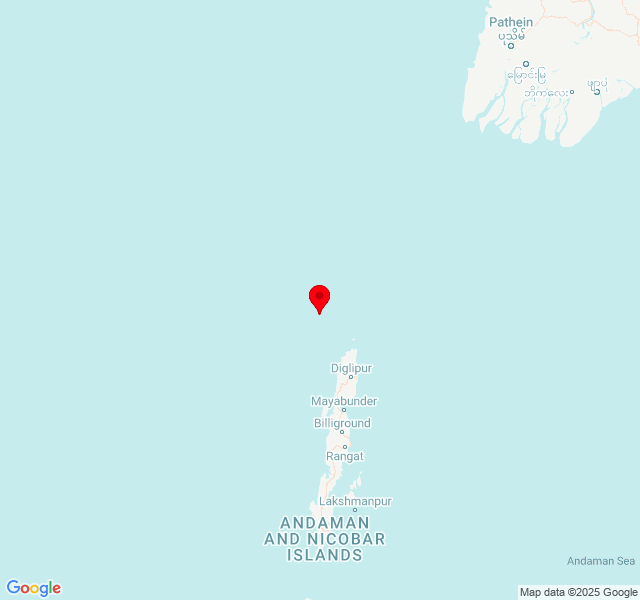 Pathein
ပုသိမ်
မြောင်းမြ
ဘိုကလေး
ဖျာပုံ
Diglipur
Mayabunder
Billiground
Rangat
Lakshmanpur
ANDAMAN
AND NICOBAR
ISLANDS
Andaman Sea
Google
Map data ©2025 Google